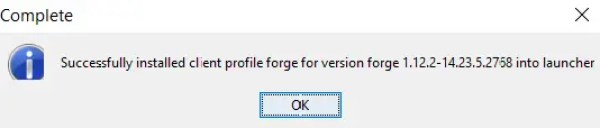 Complete
Successfully installed client profile forge for version forge 1.12.2-14.23.5.2768 into launcher
OK